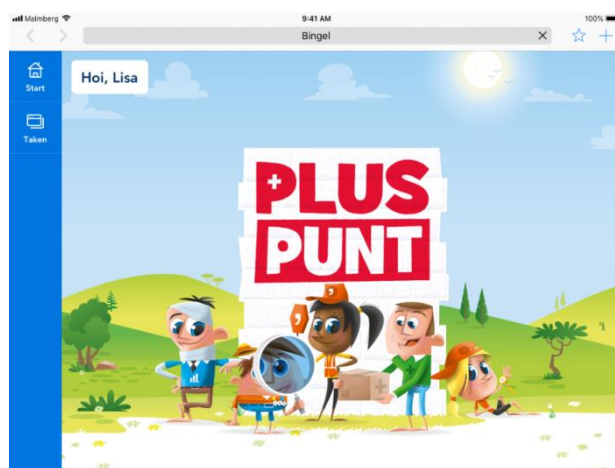 Malmberg
9:41 AM
100%
Bingel
Start
Hoi, Lisa
Taken
PLUS
PUNT